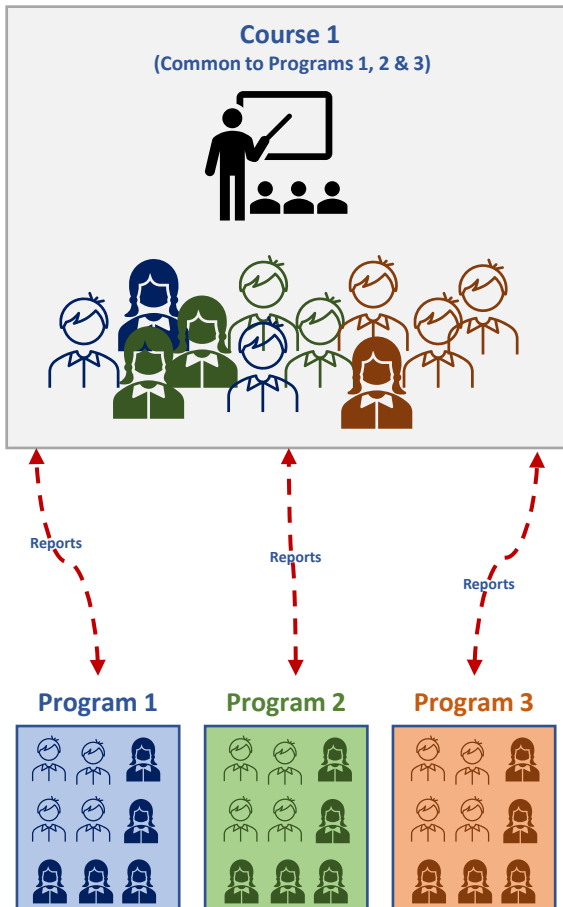 Course 1
(Common to Programs 1, 2 & 3)
Reports
Reports
Reports
Program 1
Program 2
Program 3